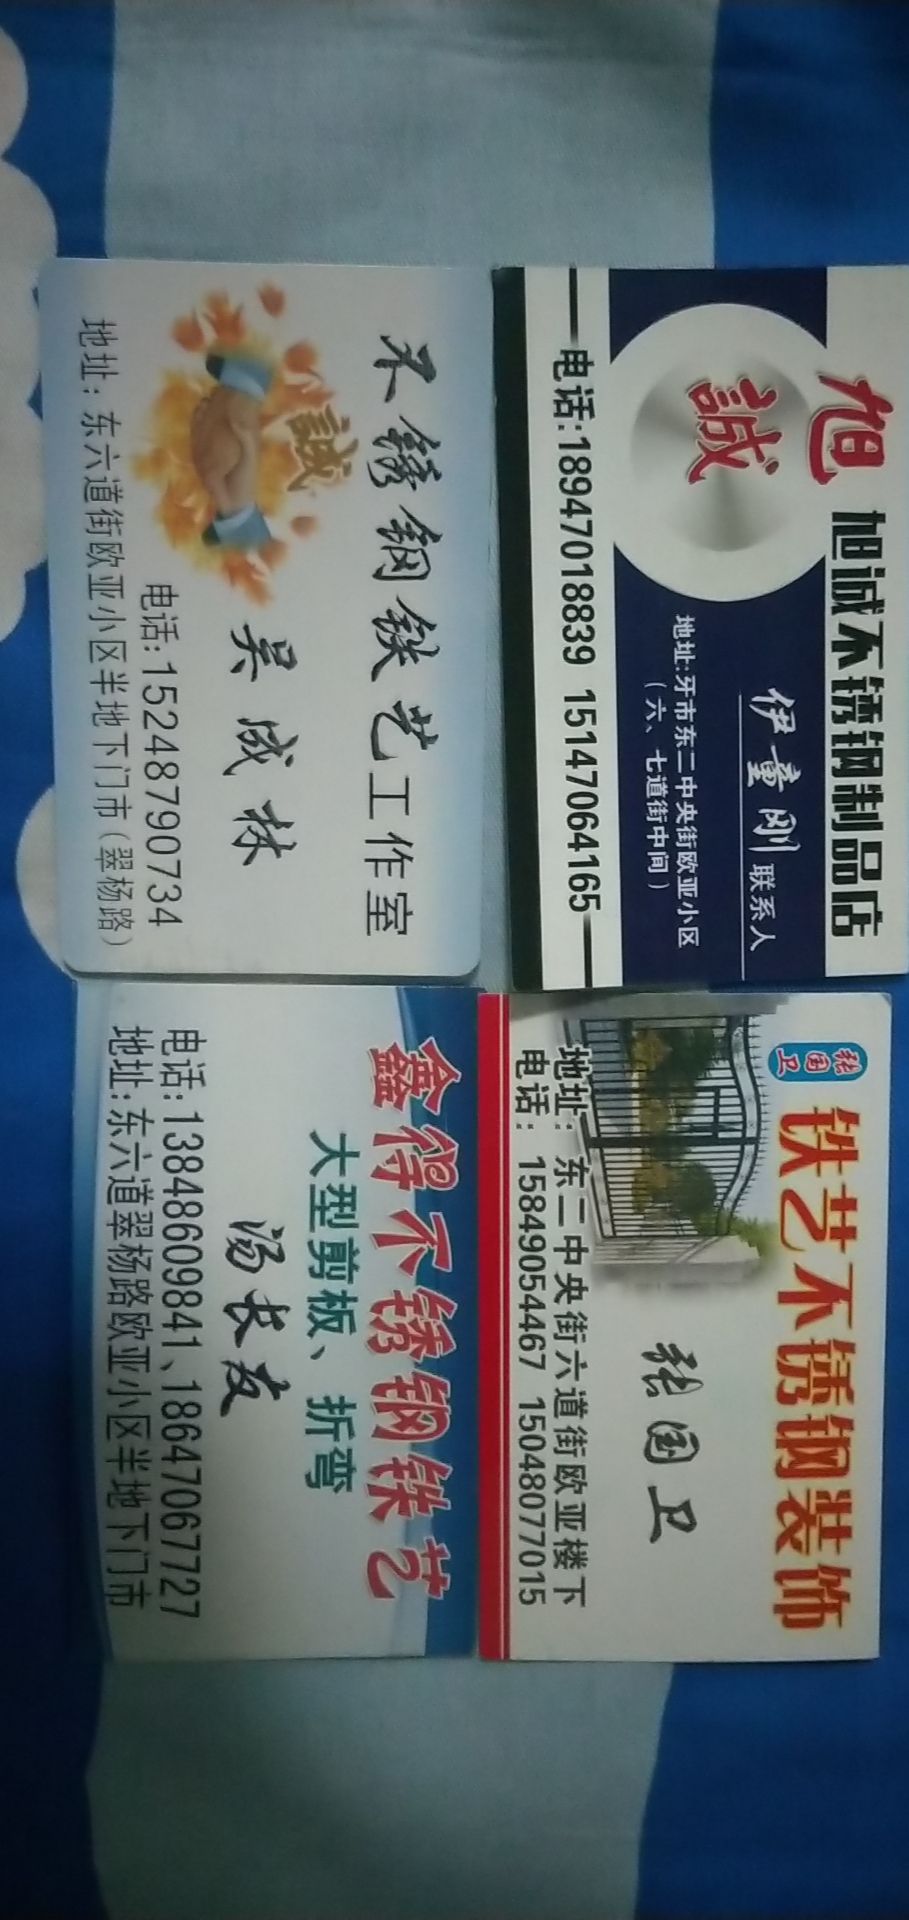 旭
誠
旭诚不锈钢制品店
伊董刚 联系人
地址:牙市东二中央街欧亚小区
(六、七道街中间)
电话:18947018839 15147064165
张国卫
铁艺不锈钢装饰
张国卫
地址: 东二中央街六道街欧亚楼下
电话: 15849054467 15048077015
不锈钢铁艺工作室
誠
吴成林
电话:15248790734
地址: 东六道街欧亚小区半地下门市(翠杨路)
鑫得不锈钢铁艺
大型剪板、折弯
汤长友
电话:13848609841、18647067727
地址:东六道翠杨路欧亚小区半地下门市